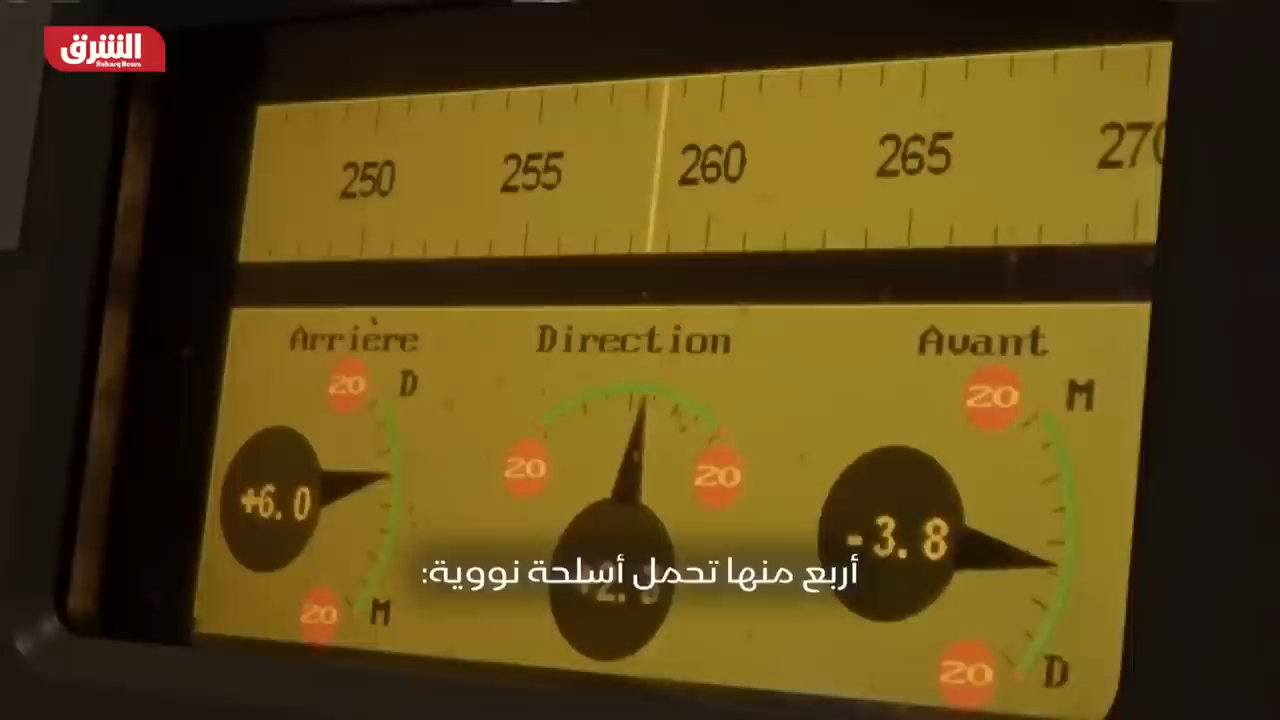 الشرق
Asharq News
250 255 260 265 270
Arrière Direction Avant
20 D
20 M
20 20
+6.0
-3.8
20 M
20 D
أربع منها تحمل أسلحة نووية: